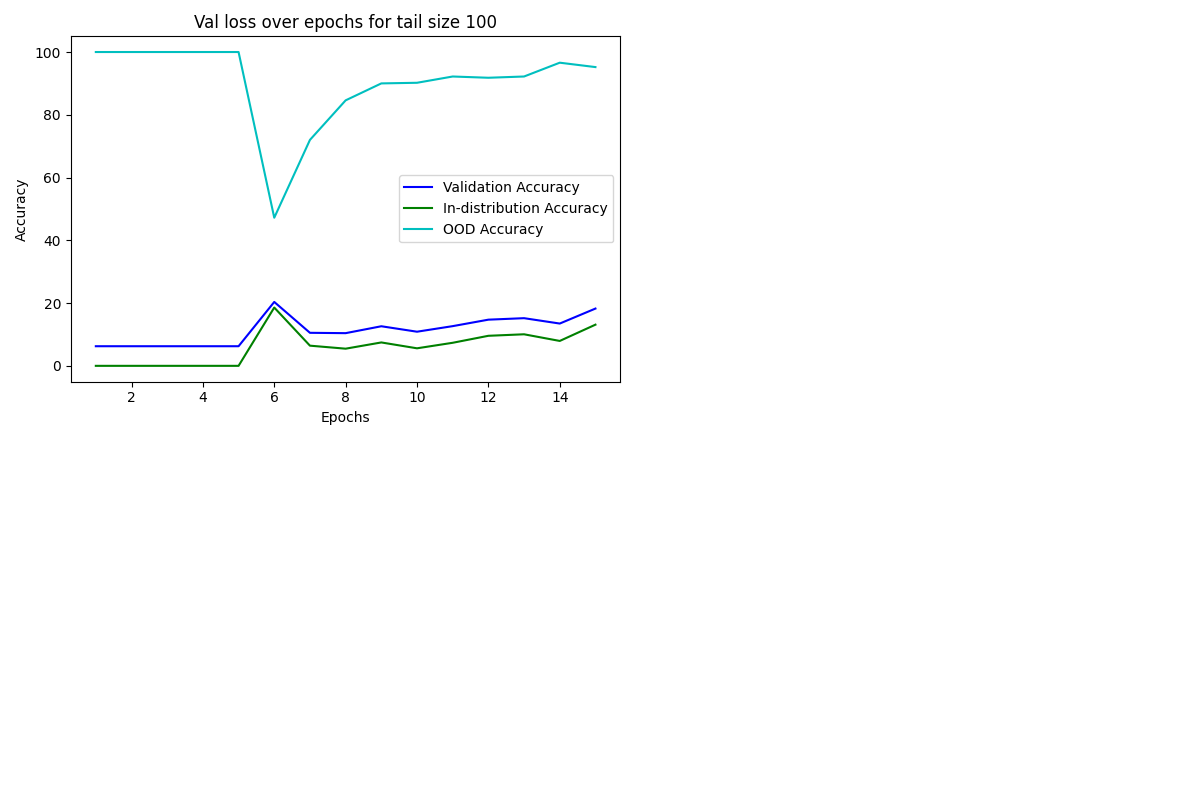 Val loss over epochs for tail size 100
100
80
60
40
20
0
Accuracy
Validation Accuracy
In-distribution Accuracy
OOD Accuracy
2 4 6 8 10 12 14
Epochs